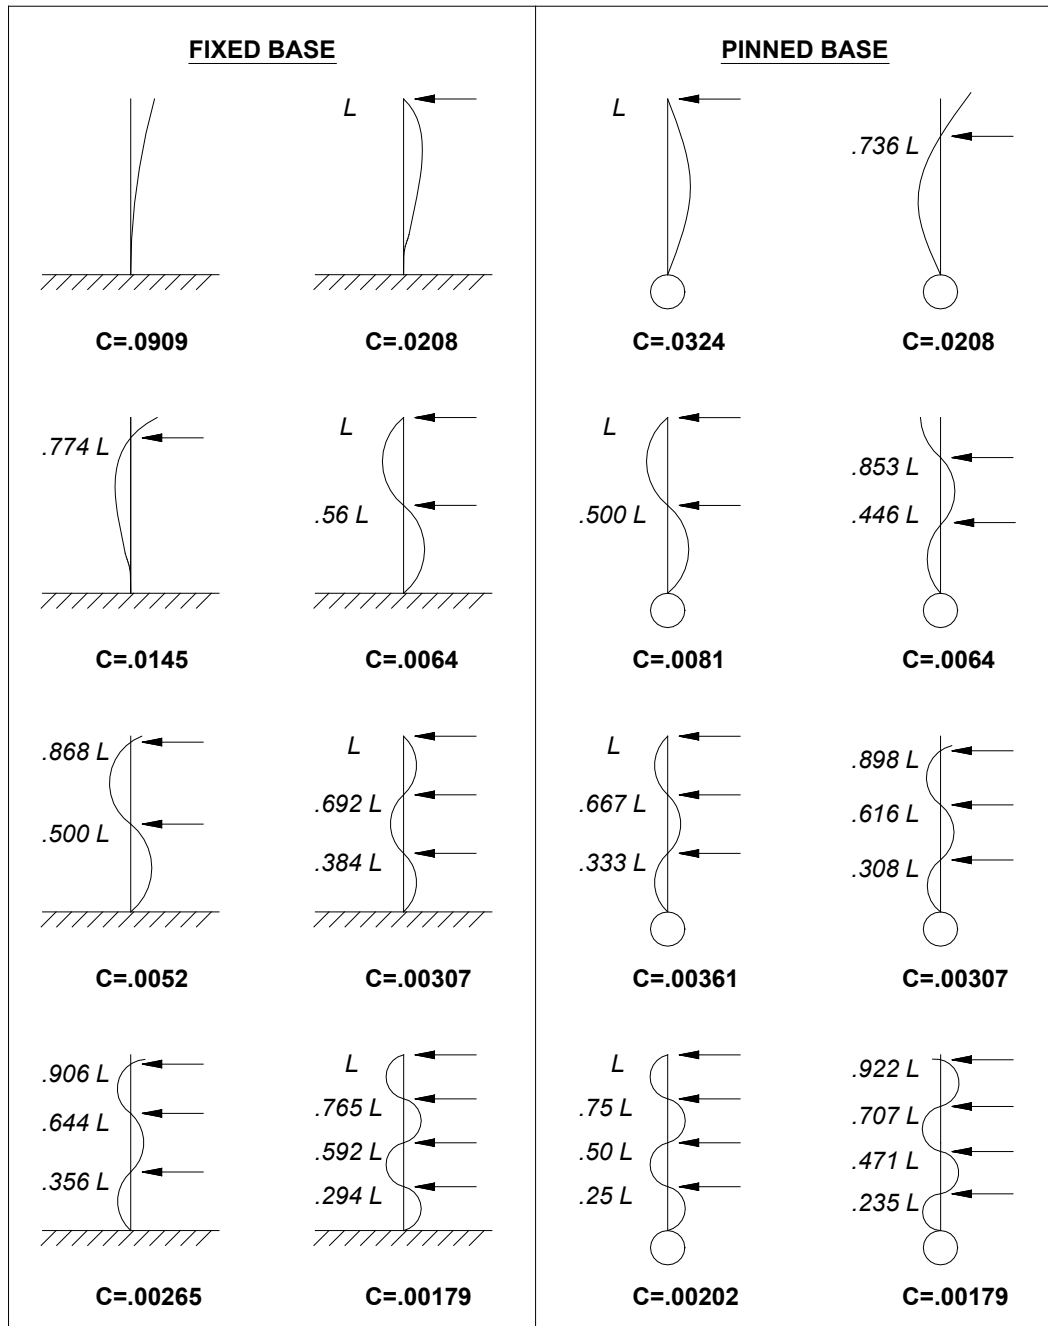 FIXED BASE
PINNED BASE
L
L
.736 L
C=.0909
C=.0208
C=.0324
C=.0208
.774 L
L
.56 L
L
.500 L
.853 L
.446 L
C=.0145
C=.0064
C=.0081
C=.0064
.868 L
.500 L
L
.692 L
.384 L
L
.667 L
.333 L
.898 L
.616 L
.308 L
C=.0052
C=.00307
C=.00361
C=.00307
.906 L
.644 L
.356 L
L
.765 L
.592 L
.294 L
L
.75 L
.50 L
.25 L
.922 L
.707 L
.471 L
.235 L
C=.00265
C=.00179
C=.00202
C=.00179